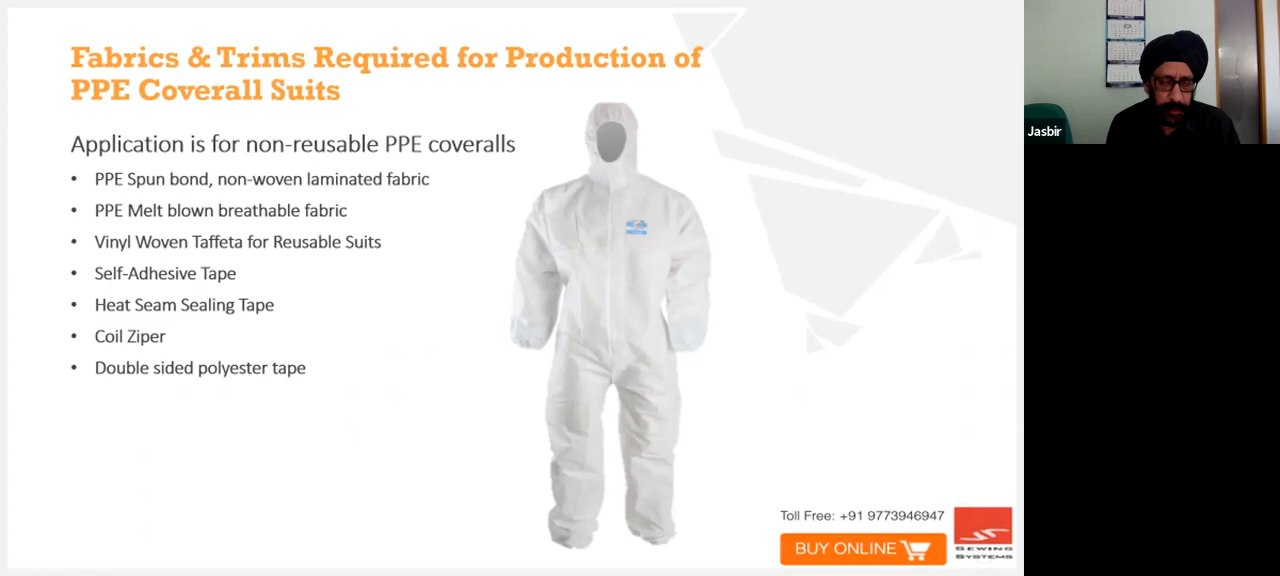 Fabrics & Trims Required for Production of
PPE Coverall Suits
Application is for non-reusable PPE coveralls
• PPE Spun bond, non-woven laminated fabric
• PPE Melt blown breathable fabric
• Vinyl Woven Taffeta for Reusable Suits
• Self-Adhesive Tape
• Heat Seam Sealing Tape
• Coil Ziper
• Double sided polyester tape
Toll Free: +91 9773946947
BUY ONLINE
SEWING
SYSTEMS
Jasbir